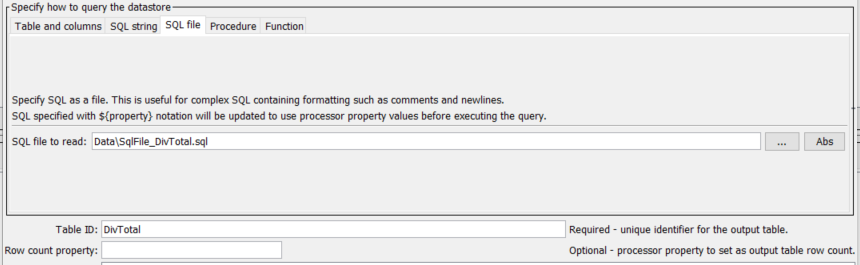 Specify how to query the datastore
Table and columns SQL string SQL file Procedure Function
Specify SQL as a file. This is useful for complex SQL containing formatting such as comments and newlines.
SQL specified with ${property} notation will be updated to use processor property values before executing the query.
SQL file to read: Data\SqlFile_DivTotal.sql ... Abs
Table ID: DivTotal Required - unique identifier for the output table.
Row count property: Optional - processor property to set as output table row count.